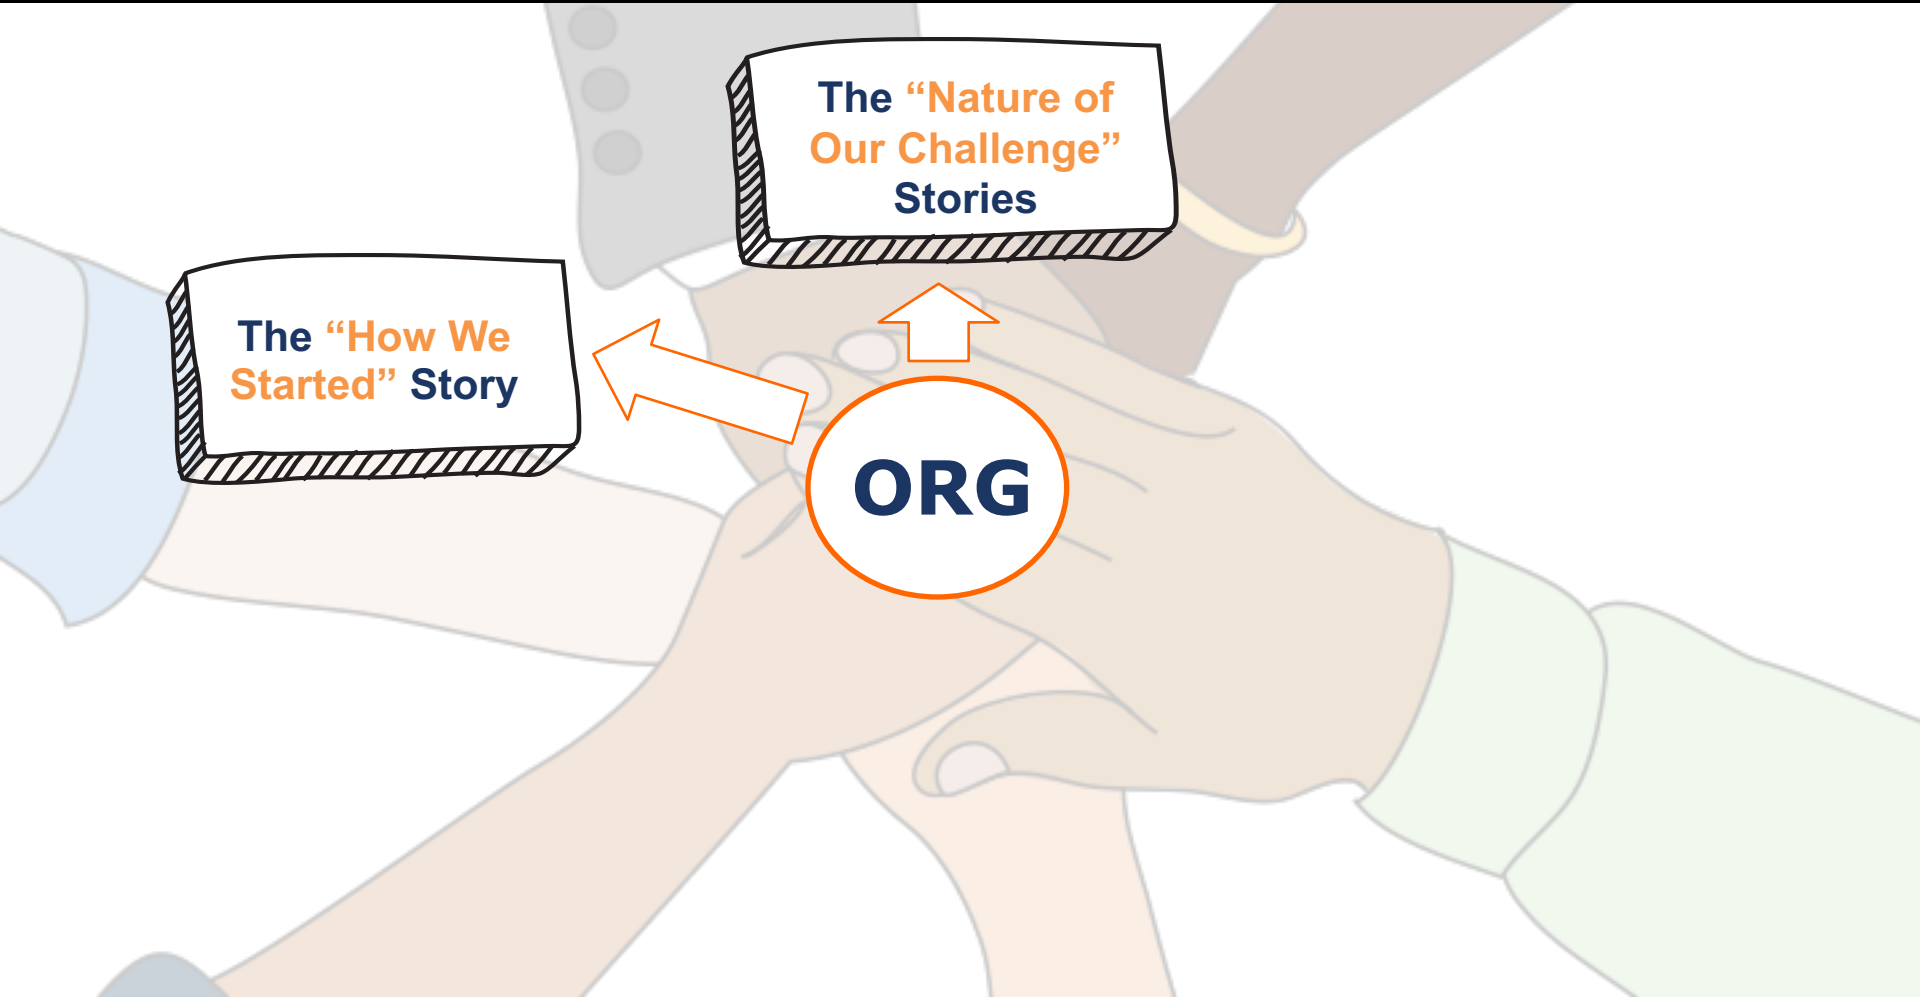 The “Nature of
Our Challenge”
Stories
The “How We
Started” Story
ORG